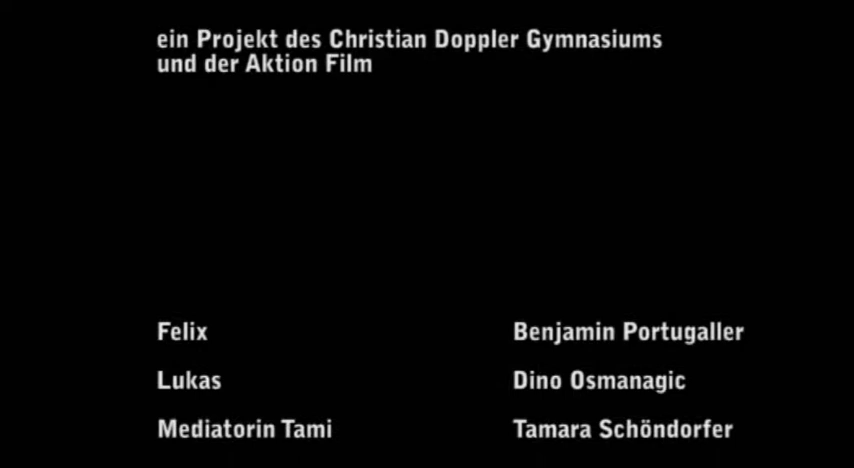 ein Projekt des Christian Doppler Gymnasiums
und der Aktion Film
Felix Benjamin Portugaller
Lukas Dino Osmanagic
Mediatorin Tami Tamara Schöndorfer